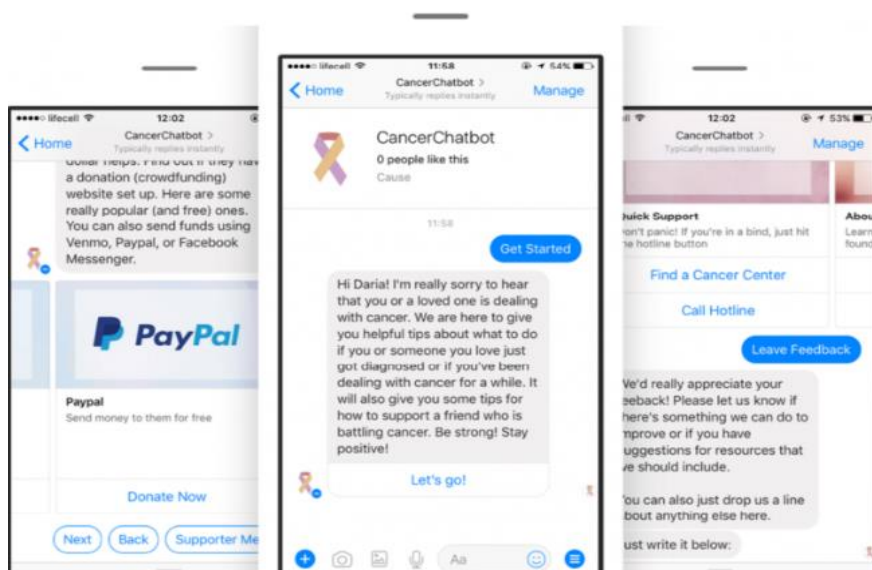 lifecell 12:02
Home CancerChatbot >
Typically replies instantly
dollar helps. Find out if they hav
a donation (crowdfunding)
website set up. Here are some
really popular (and free) ones.
You can also send funds using
Venmo, Paypal, or Facebook
Messenger.
PayPal
Paypal
Send money to them for free
Donate Now
Next Back Supporter Me
lifecell 11:58 54%
Home CancerChatbot > Manage
Typically replies instantly
CancerChatbot
0 people like this
Cause
11:58
Get Started
Hi Daria! I'm really sorry to hear
that you or a loved one is dealing
with cancer. We are here to give
you helpful tips about what to do
if you or someone you love just
got diagnosed or if you've been
dealing with cancer for a while. It
will also give you some tips for
how to support a friend who is
battling cancer. Be strong! Stay
positive!
Let's go!
Aa
12:02 53%
CancerChatbot > Manage
Typically replies instantly
Quick Support
on't panic! If you're in a bind, just hit
he hotline button
Abou
Learn
found
Find a Cancer Center
Call Hotline
Leave Feedback
We'd really appreciate your
eeback! Please let us know if
here's something we can do to
mprove or if you have
uggestions for resources that
we should include.
You can also just drop us a line
about anything else here.
ust write it below: